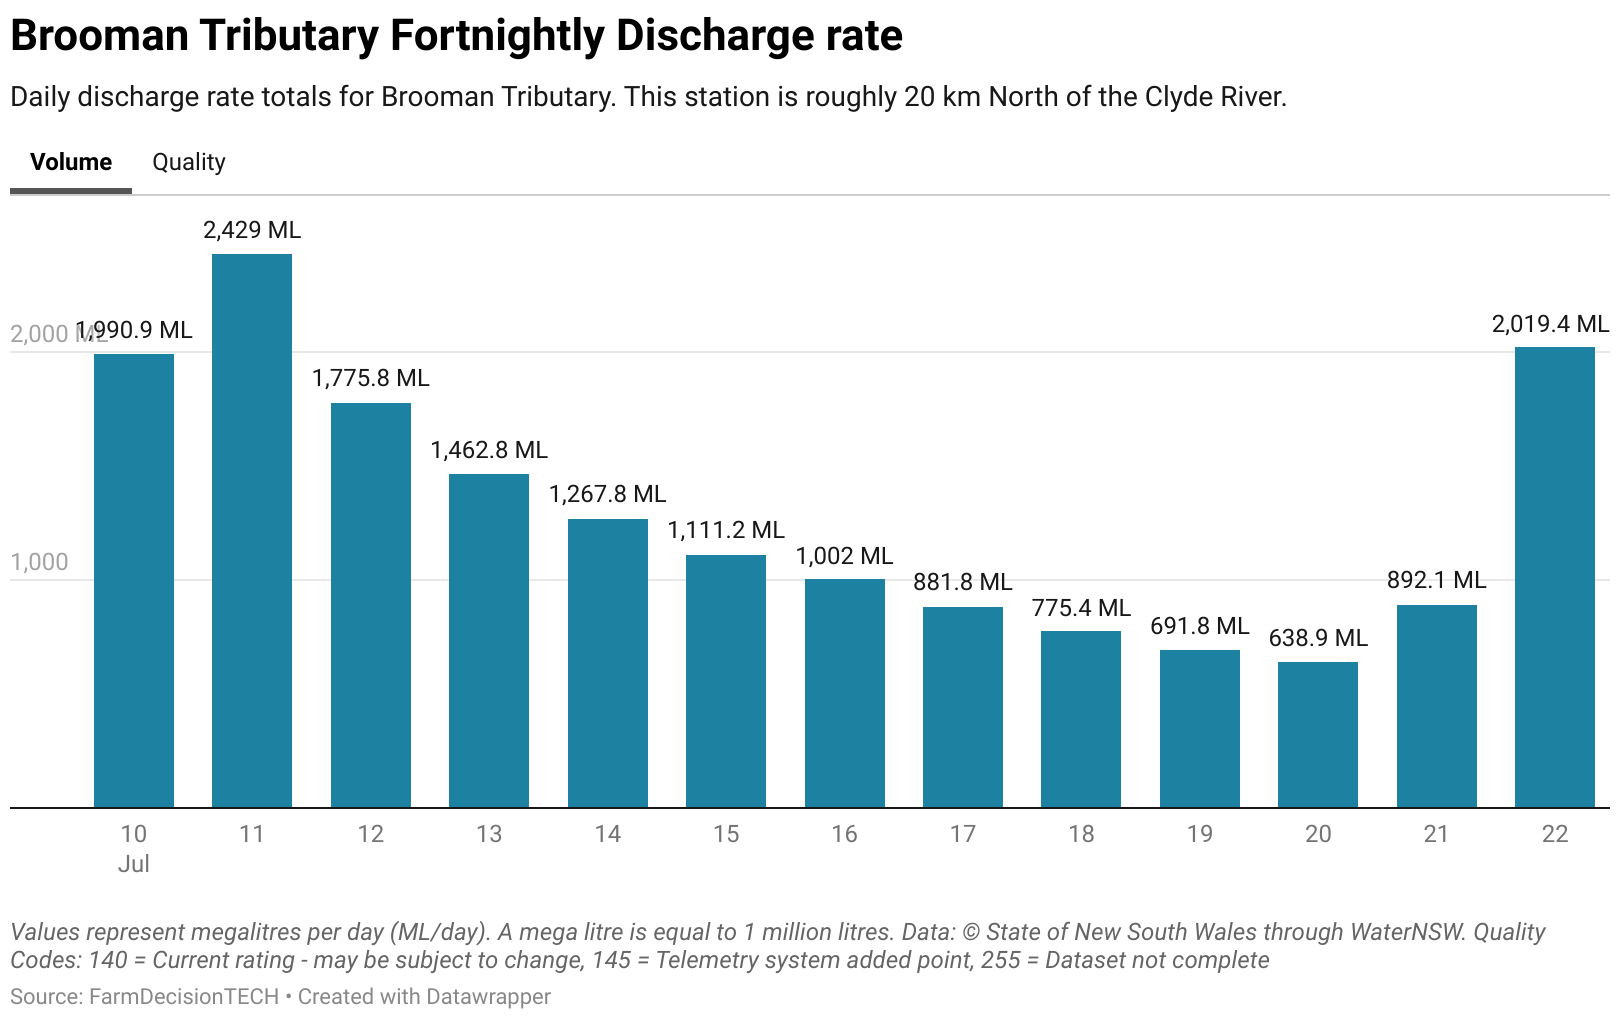 Brooman Tributary Fortnightly Discharge rate
Daily discharge rate totals for Brooman Tributary. This station is roughly 20 km North of the Clyde River.
Volume Quality
2,429 ML
2,000 ML 1,990.9 ML 2,019.4 ML
1,775.8 ML
1,462.8 ML
1,267.8 ML
1,111.2 ML
1,000 1,002 ML
881.8 ML 892.1 ML
775.4 ML
691.8 ML
638.9 ML
10 11 12 13 14 15 16 17 18 19 20 21 22
Jul
Values represent megalitres per day (ML/day). A mega litre is equal to 1 million litres. Data: © State of New South Wales through WaterNSW. Quality
Codes: 140 = Current rating - may be subject to change, 145 = Telemetry system added point, 255 = Dataset not complete
Source: FarmDecisionTECH • Created with Datawrapper